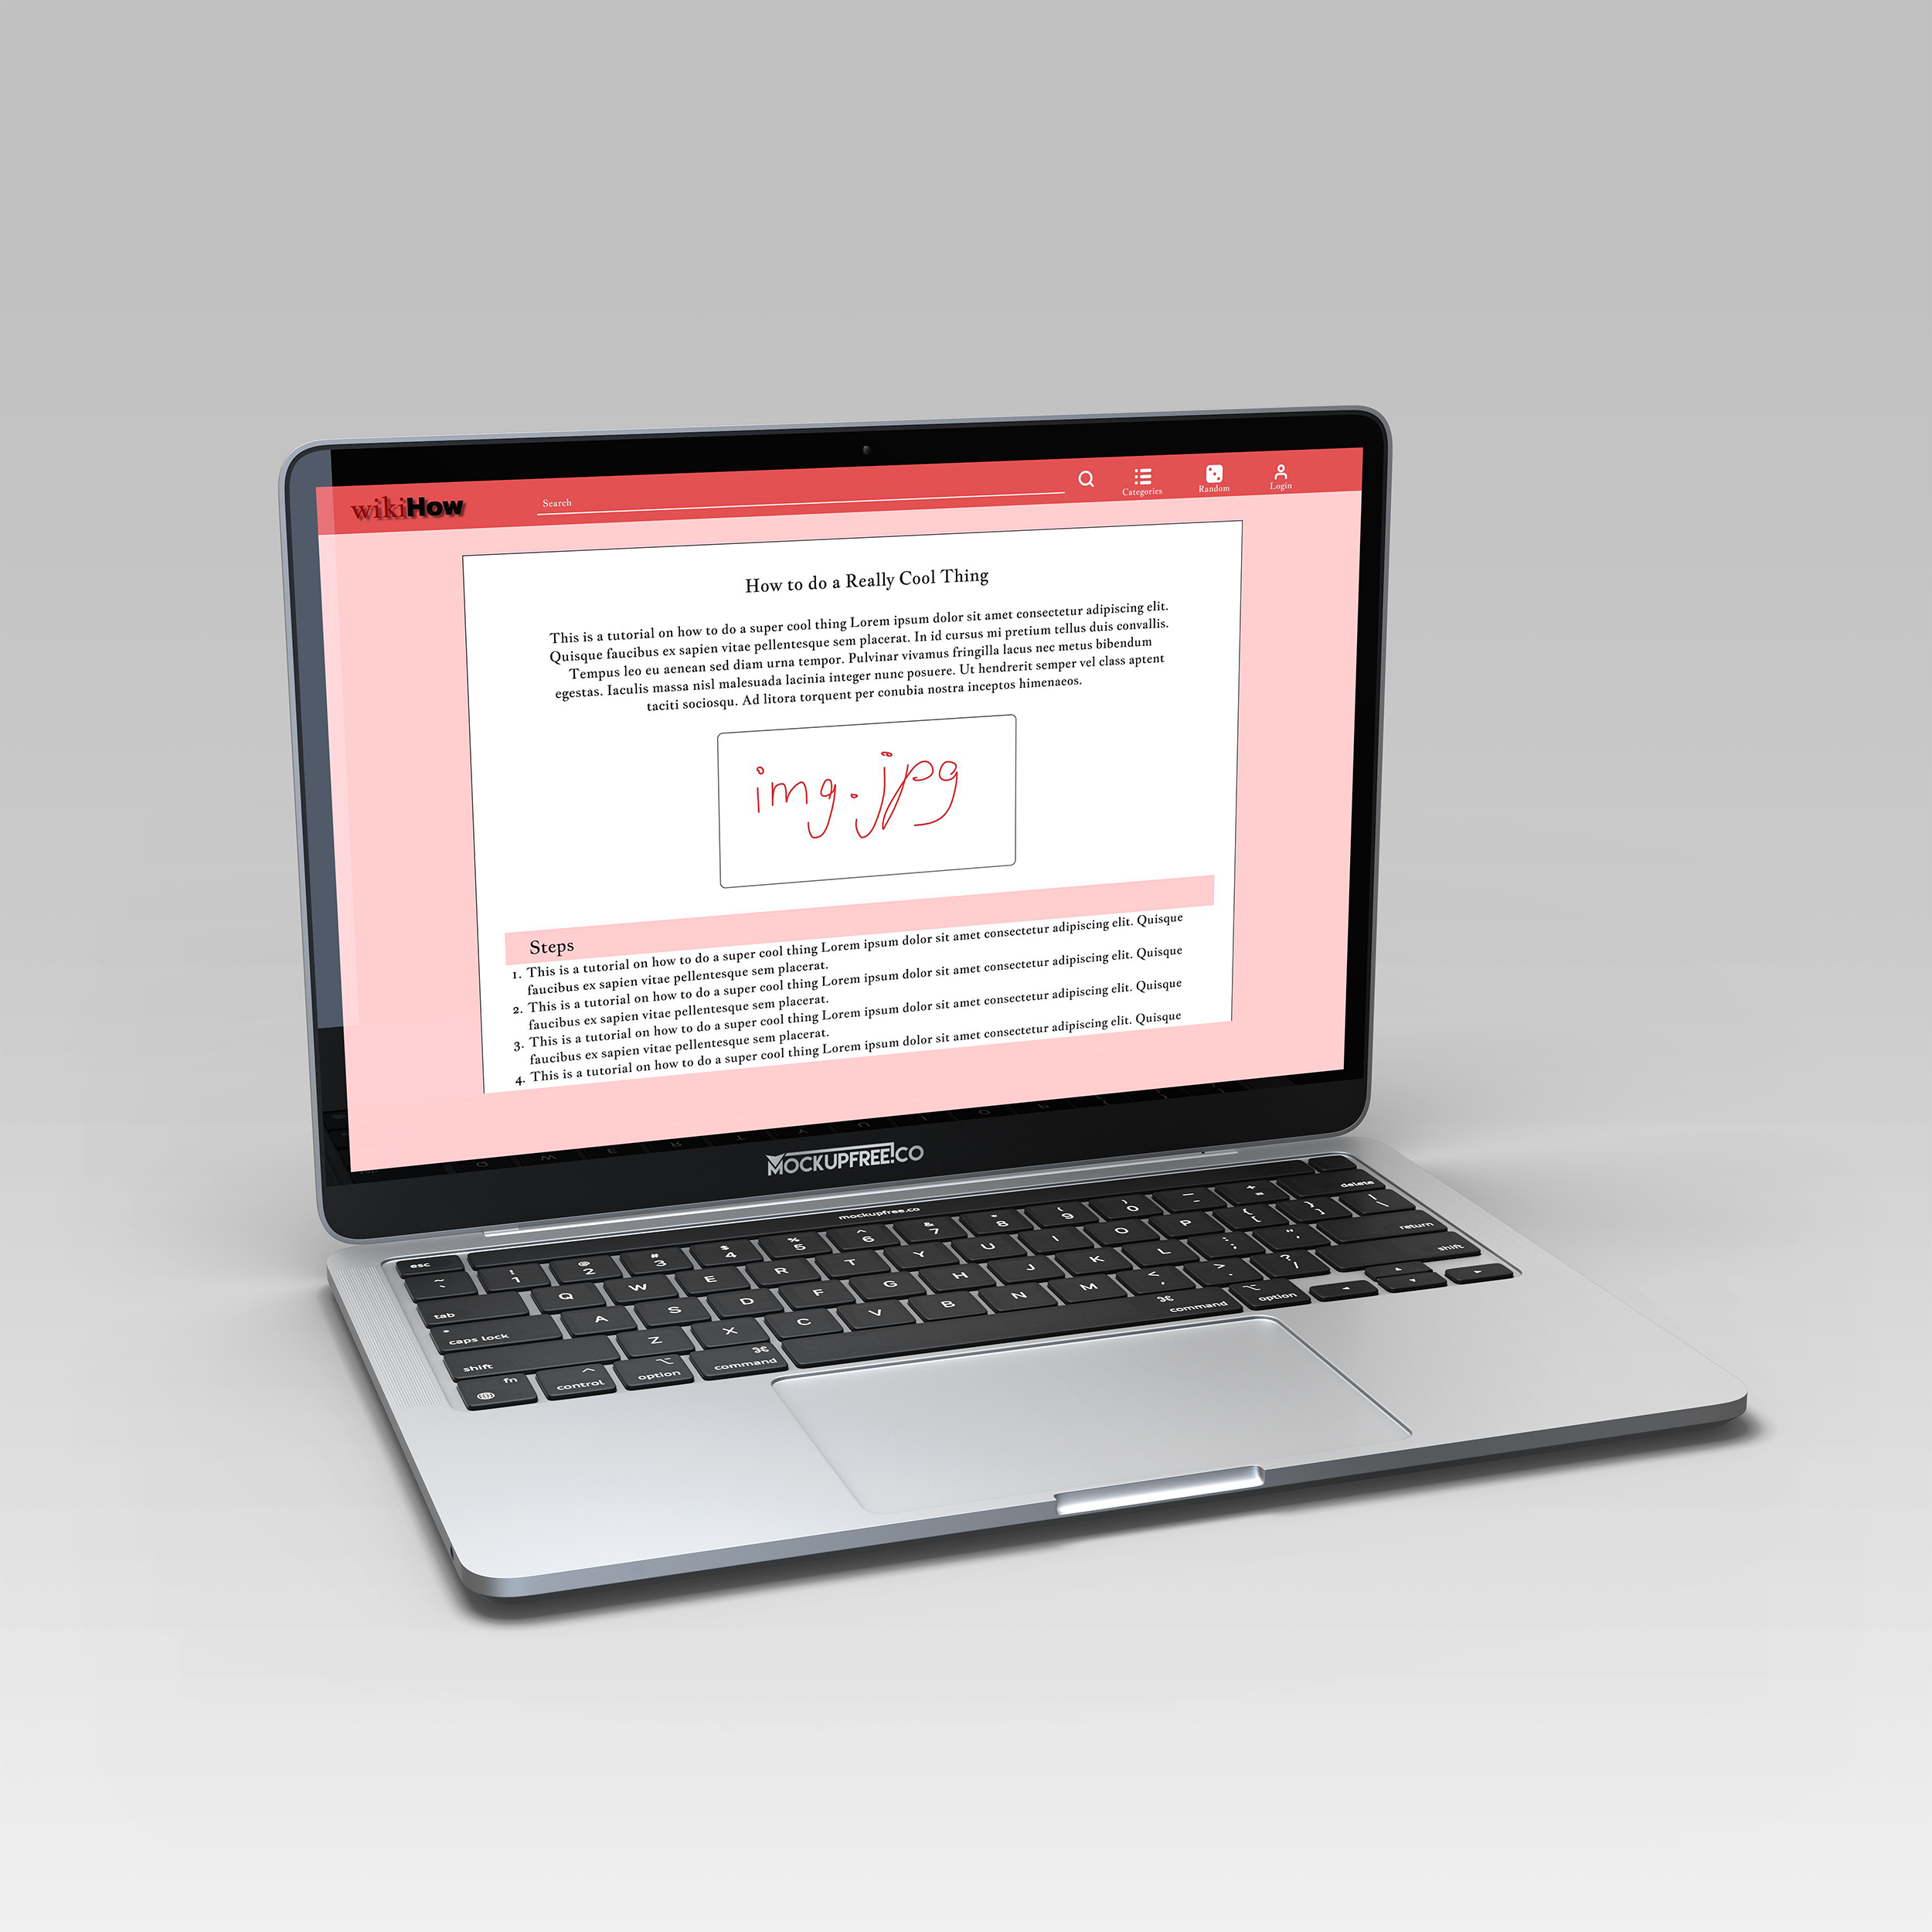 wikiHow
Search
Categories
Random
Login
How to do a Really Cool Thing
This is a tutorial on how to do a super cool thing Lorem ipsum dolor sit amet consectetur adipiscing elit.
Quisque faucibus ex sapien vitae pellentesque sem placerat. In id cursus mi pretium tellus duis convallis.
Tempus leo eu aenean sed diam urna tempor. Pulvinar vivamus fringilla lacus nec metus bibendum
egestas. Iaculis massa nisl malesuada lacinia integer nunc posuere. Ut hendrerit semper vel class aptent
taciti sociosqu. Ad litora torquent per conubia nostra inceptos himenaeos.
img.jpg
Steps
1. This is a tutorial on how to do a super cool thing Lorem ipsum dolor sit amet consectetur adipiscing elit. Quisque
faucibus ex sapien vitae pellentesque sem placerat.
2. This is a tutorial on how to do a super cool thing Lorem ipsum dolor sit amet consectetur adipiscing elit. Quisque
faucibus ex sapien vitae pellentesque sem placerat.
3. This is a tutorial on how to do a super cool thing Lorem ipsum dolor sit amet consectetur adipiscing elit. Quisque
faucibus ex sapien vitae pellentesque sem placerat.
4. This is a tutorial on how to do a super cool thing Lorem ipsum dolor sit amet consectetur adipiscing elit. Quisque
MOCKUPFREE!CO
mockupfree.co
esc
~ ` ! 1 @ 2 # 3 $ 4 % 5 ^ 6 & 7 * 8 ( 9 ) 0 _ - + = delete
tab Q W E R T Y U I O P { [ } ] | \
caps lock A S D F G H J K L : ; " ' return
shift Z X C V B N M < , > . ? / shift
fn control option command command option